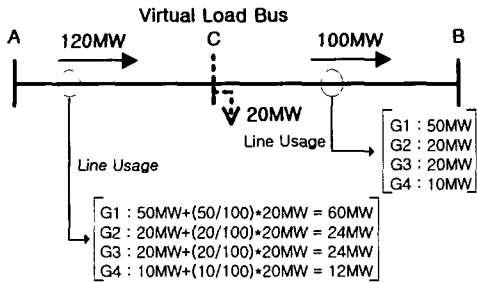 Virtual Load Bus
A
120MW
C
100MW
B
20MW
Line Usage
G1 : 50MW
G2 : 20MW
G3 : 20MW
G4 : 10MW
Line Usage
G1 : 50MW+(50/100)*20MW = 60MW
G2 : 20MW+(20/100)*20MW = 24MW
G3 : 20MW+(20/100)*20MW = 24MW
G4 : 10MW+(10/100)*20MW = 12MW